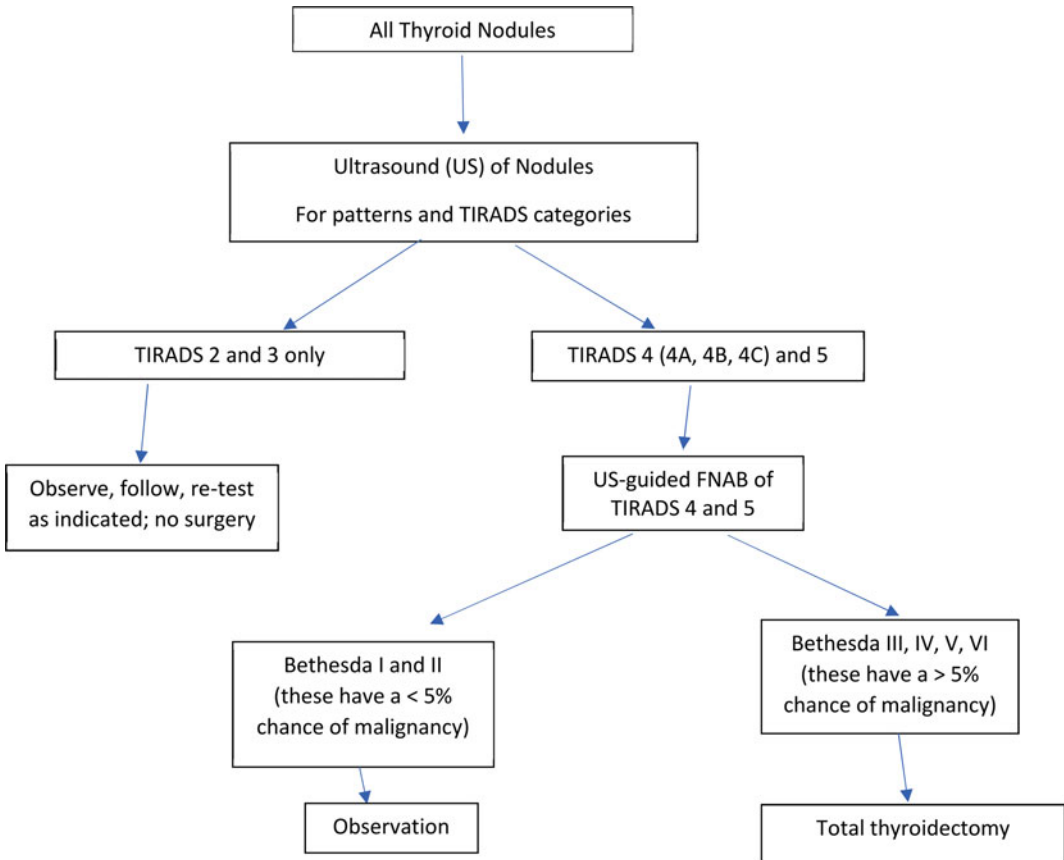 All Thyroid Nodules
Ultrasound (US) of Nodules
For patterns and TIRADS categories
TIRADS 2 and 3 only
TIRADS 4 (4A, 4B, 4C) and 5
Observe, follow, re-test
as indicated; no surgery
US-guided FNAB of
TIRADS 4 and 5
Bethesda I and II
(these have a < 5%
chance of malignancy)
Bethesda III, IV, V, VI
(these have a > 5%
chance of malignancy)
Observation
Total thyroidectomy